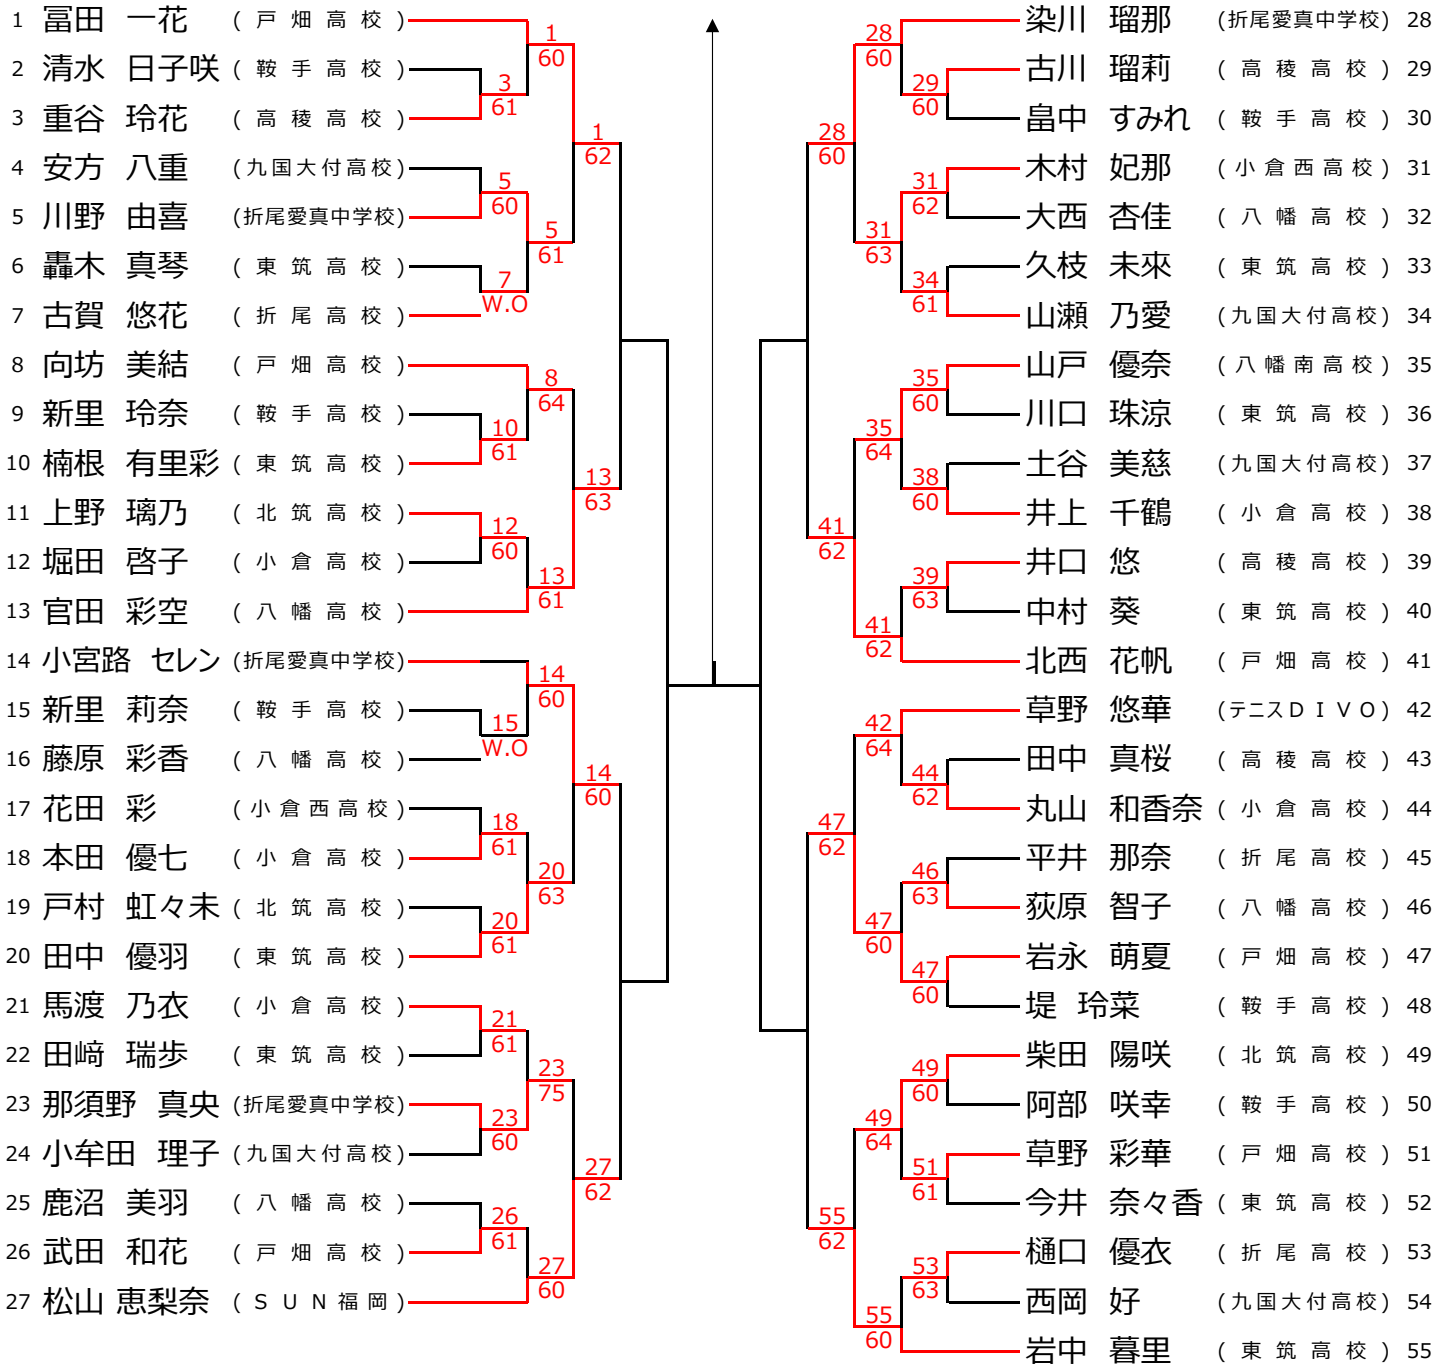 1 冨田 一花 ( 戸 畑 高 校 )
2 清水 日子咲 ( 鞍 手 高 校 )
3 重谷 玲花 ( 高 稜 高 校 )
4 安方 八重 (九国大付高校)
5 川野 由喜 (折尾愛真中学校)
6 轟木 真琴 ( 東 筑 高 校 )
7 古賀 悠花 ( 折 尾 高 校 )
8 向坊 美結 ( 戸 畑 高 校 )
9 新里 玲奈 ( 鞍 手 高 校 )
10 楠根 有里彩 ( 東 筑 高 校 )
11 上野 璃乃 ( 北 筑 高 校 )
12 堀田 啓子 ( 小 倉 高 校 )
13 官田 彩空 ( 八 幡 高 校 )
14 小宮路 セレン (折尾愛真中学校)
15 新里 莉奈 ( 鞍 手 高 校 )
16 藤原 彩香 ( 八 幡 高 校 )
17 花田 彩 ( 小 倉 西 高 校 )
18 本田 優七 ( 小 倉 高 校 )
19 戸村 虹々未 ( 北 筑 高 校 )
20 田中 優羽 ( 東 筑 高 校 )
21 馬渡 乃衣 ( 小 倉 高 校 )
22 田﨑 瑞歩 ( 東 筑 高 校 )
23 那須野 真央 (折尾愛真中学校)
24 小牟田 理子 (九国大付高校)
25 鹿沼 美羽 ( 八 幡 高 校 )
26 武田 和花 ( 戸 畑 高 校 )
27 松山 恵梨奈 ( S U N 福 岡 )
3
61
5
60
7
W.O
10
61
12
60
15
W.O
18
61
20
61
21
61
23
60
26
61
1
60
5
61
8
64
13
61
14
60
20
63
23
75
27
60
1
62
13
63
14
60
27
62
28
60
41
62
47
62
55
62
28
60
31
63
35
64
41
62
42
64
47
60
49
64
55
60
29
60
31
62
34
61
35
60
38
60
39
63
44
62
46
63
47
60
49
60
51
61
53
63
染川 瑠那 (折尾愛真中学校) 28
古川 瑠莉 ( 高 稜 高 校 ) 29
畠中 すみれ ( 鞍 手 高 校 ) 30
木村 妃那 ( 小 倉 西 高 校 ) 31
大西 杏佳 ( 八 幡 高 校 ) 32
久枝 未來 ( 東 筑 高 校 ) 33
山瀬 乃愛 (九国大付高校) 34
山戸 優奈 ( 八 幡 南 高 校 ) 35
川口 珠涼 ( 東 筑 高 校 ) 36
土谷 美慈 (九国大付高校) 37
井上 千鶴 ( 小 倉 高 校 ) 38
井口 悠 ( 高 稜 高 校 ) 39
中村 葵 ( 東 筑 高 校 ) 40
北西 花帆 ( 戸 畑 高 校 ) 41
草野 悠華 (テニスＤＩＶＯ) 42
田中 真桜 ( 高 稜 高 校 ) 43
丸山 和香奈 ( 小 倉 高 校 ) 44
平井 那奈 ( 折 尾 高 校 ) 45
荻原 智子 ( 八 幡 高 校 ) 46
岩永 萌夏 ( 戸 畑 高 校 ) 47
堤 玲菜 ( 鞍 手 高 校 ) 48
柴田 陽咲 ( 北 筑 高 校 ) 49
阿部 咲幸 ( 鞍 手 高 校 ) 50
草野 彩華 ( 戸 畑 高 校 ) 51
今井 奈々香 ( 東 筑 高 校 ) 52
樋口 優衣 ( 折 尾 高 校 ) 53
西岡 好 (九国大付高校) 54
岩中 暮里 ( 東 筑 高 校 ) 55